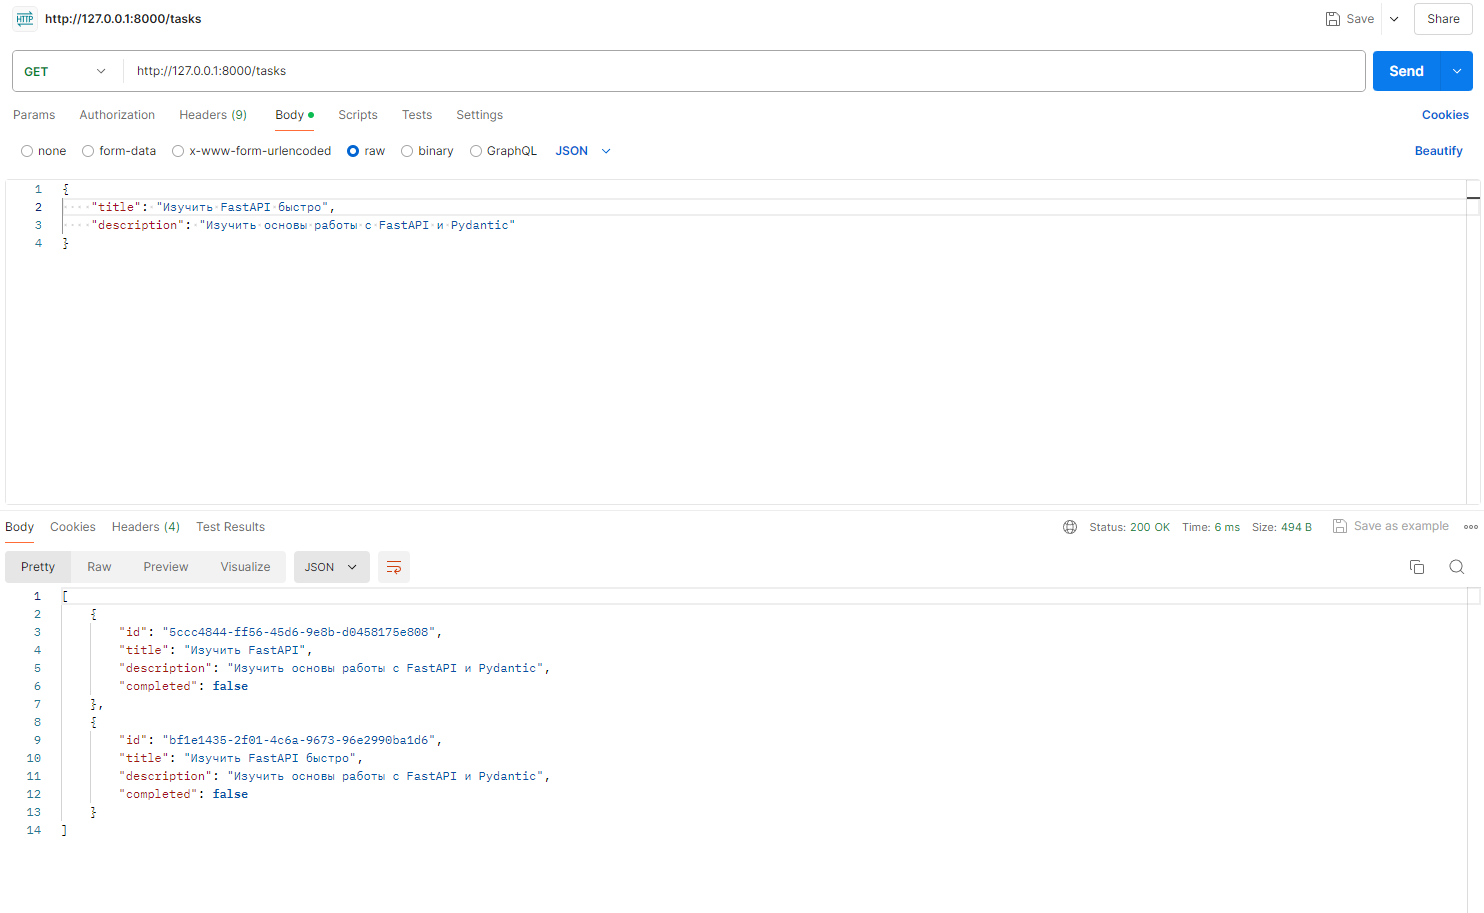 HTTP http://127.0.0.1:8000/tasks Save Share
GET http://127.0.0.1:8000/tasks Send
Params Authorization Headers (9) Body Scripts Tests Settings Cookies
none form-data x-www-form-urlencoded raw binary GraphQL JSON Beautify
1 {
2 "title": "Изучить FastAPI быстро",
3 "description": "Изучить основы работы с FastAPI и Pydantic"
4 }
Body Cookies Headers (4) Test Results Status: 200 OK Time: 6 ms Size: 494 B Save as example
Pretty Raw Preview Visualize JSON
1 [
2 {
3 "id": "5ccc4844-ff56-45d6-9e8b-d0458175e808",
4 "title": "Изучить FastAPI",
5 "description": "Изучить основы работы с FastAPI и Pydantic",
6 "completed": false
7 },
8 {
9 "id": "bf1e1435-2f01-4c6a-9673-96e2990ba1d6",
10 "title": "Изучить FastAPI быстро",
11 "description": "Изучить основы работы с FastAPI и Pydantic",
12 "completed": false
13 }
14 ]